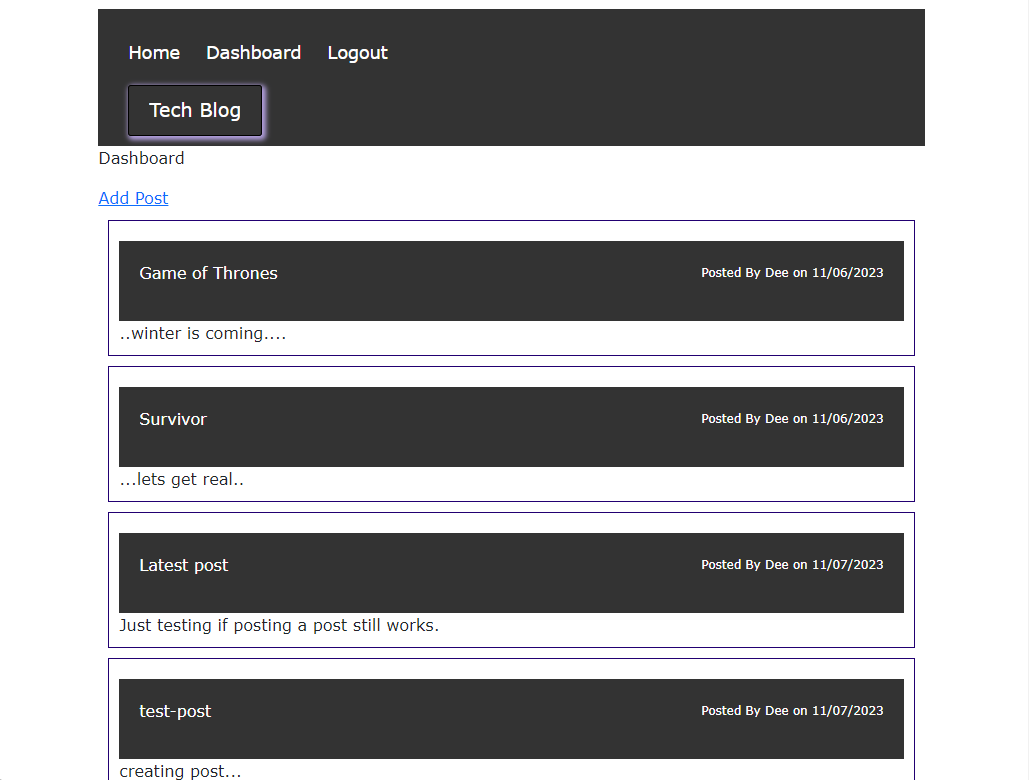 Home Dashboard Logout
Tech Blog
Dashboard
Add Post
Game of Thrones Posted By Dee on 11/06/2023
..winter is coming....
Survivor Posted By Dee on 11/06/2023
...lets get real..
Latest post Posted By Dee on 11/07/2023
Just testing if posting a post still works.
test-post Posted By Dee on 11/07/2023
creating post...